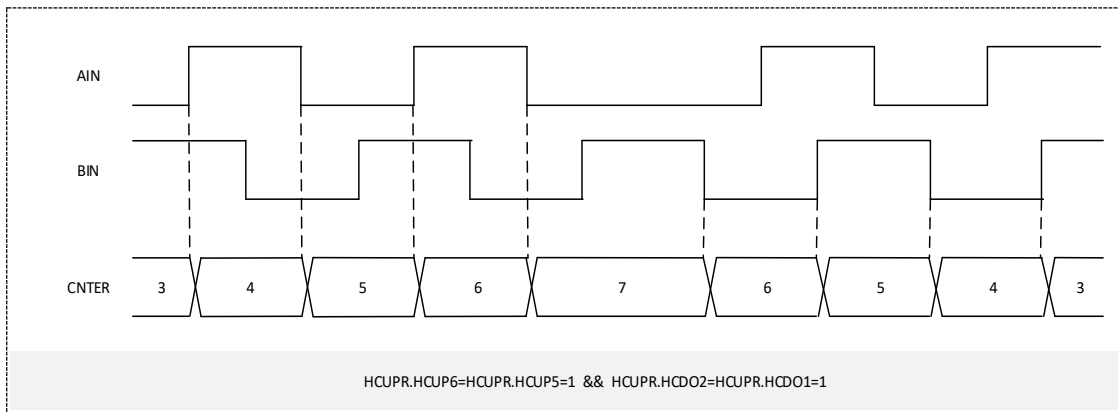 AIN
BIN
CNTER 3 4 5 6 7 6 5 4 3
HCUPR.HCUP6=HCUPR.HCUP5=1 && HCUPR.HCDO2=HCUPR.HCDO1=1